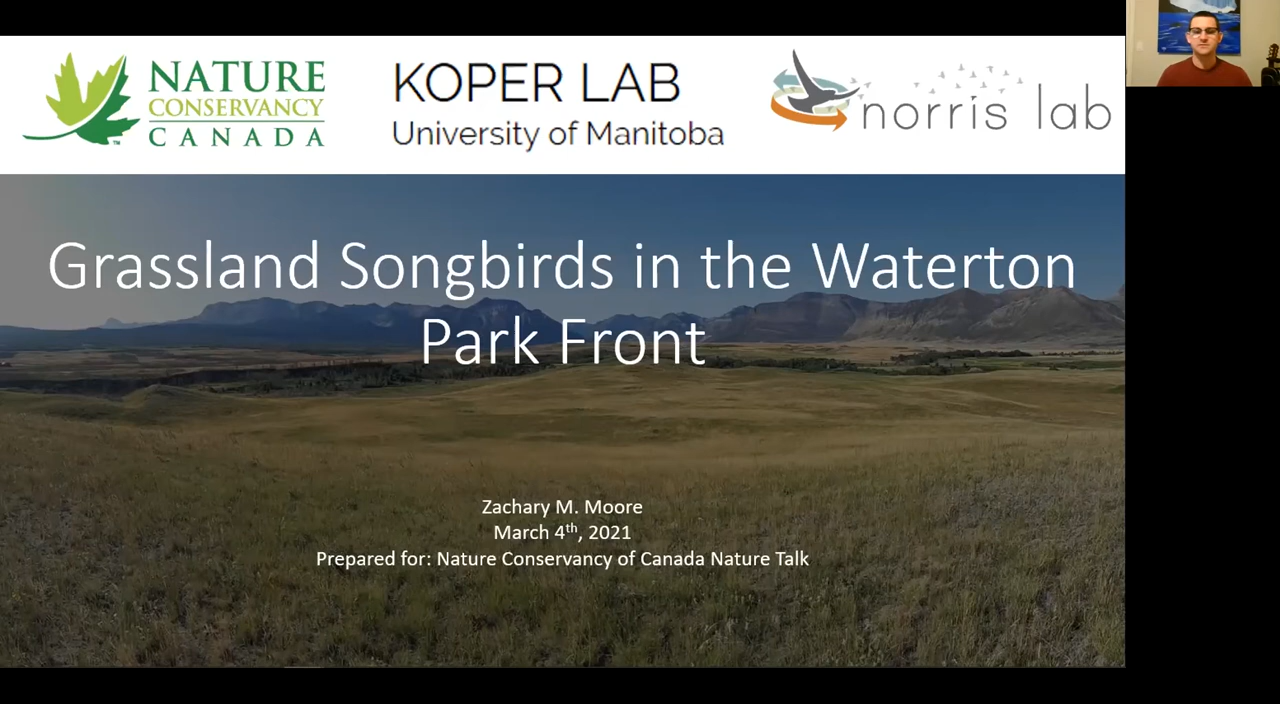 NATURE
CONSERVANCY
CANADA
™
KOPER LAB
University of Manitoba
norris lab
Grassland Songbirds in the Waterton
Park Front
Zachary M. Moore
March 4th, 2021
Prepared for: Nature Conservancy of Canada Nature Talk